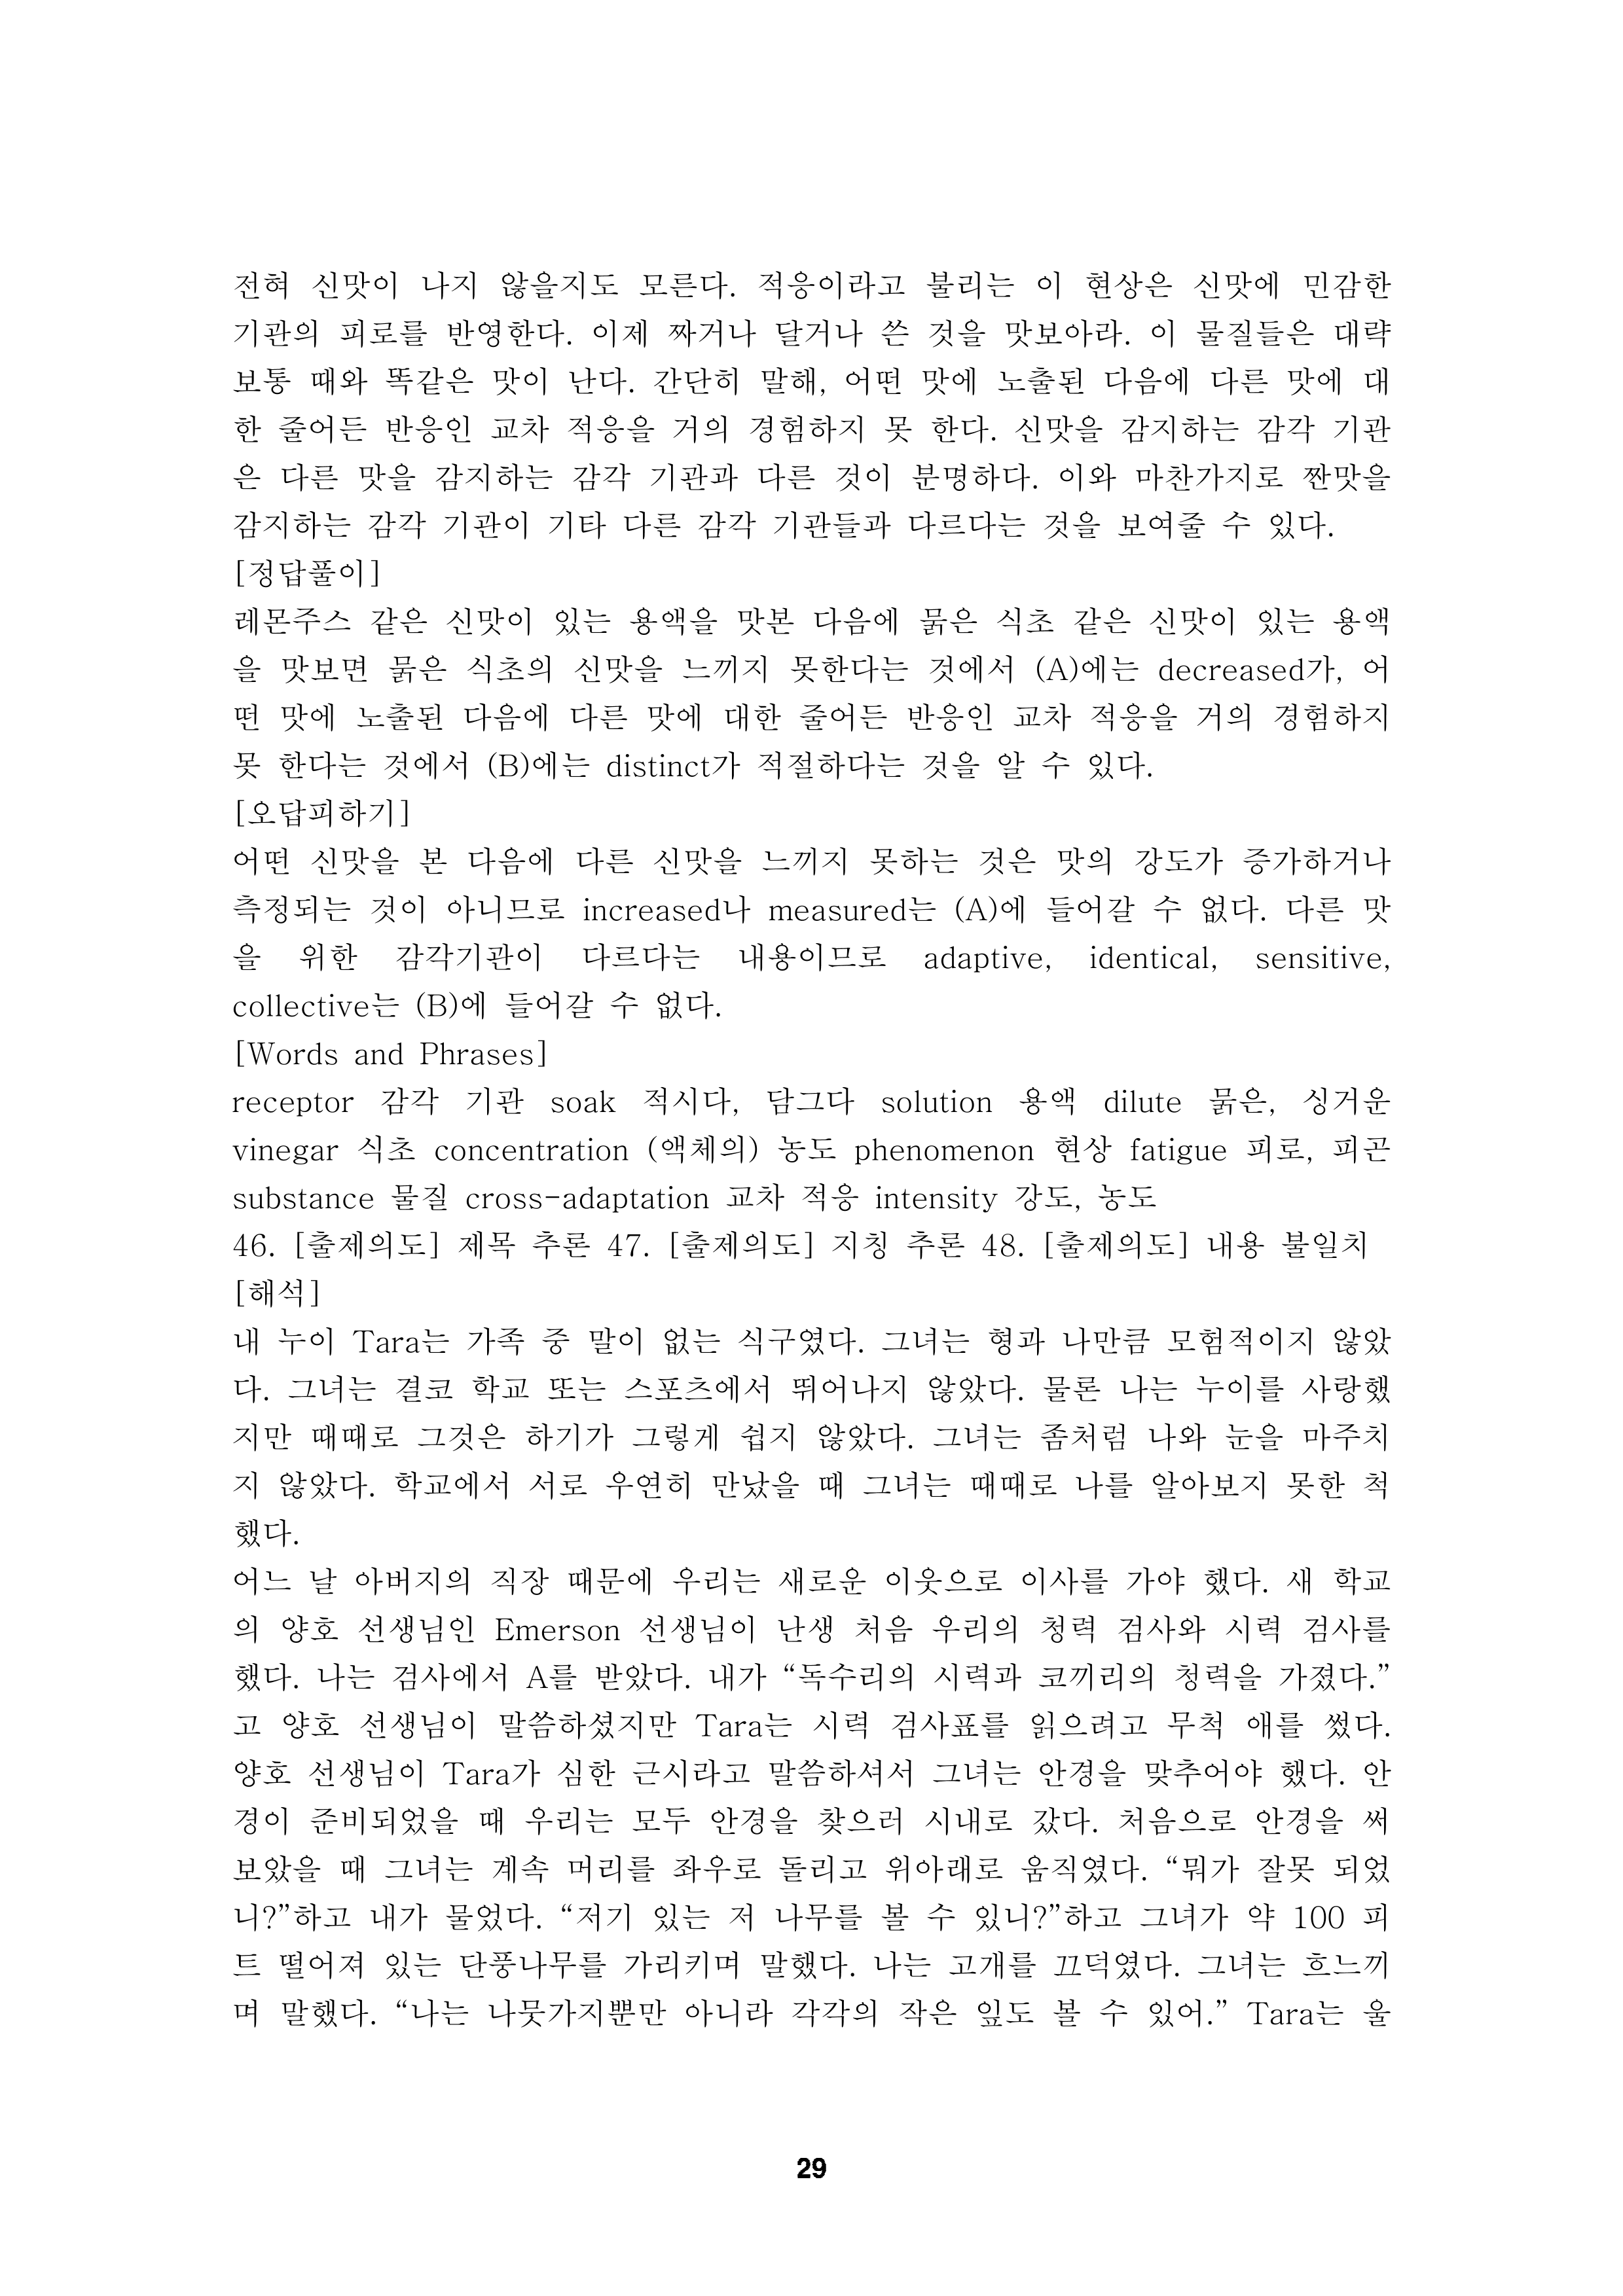 전혀 신맛이 나지 않을지도 모른다. 적응이라고 불리는 이 현상은 신맛에 민감한
기관의 피로를 반영한다. 이제 짜거나 달거나 쓴 것을 맛보아라. 이 물질들은 대략
보통 때와 똑같은 맛이 난다. 간단히 말해, 어떤 맛에 노출된 다음에 다른 맛에 대
한 줄어든 반응인 교차 적응을 거의 경험하지 못 한다. 신맛을 감지하는 감각 기관
은 다른 맛을 감지하는 감각 기관과 다른 것이 분명하다. 이와 마찬가지로 짠맛을
감지하는 감각 기관이 기타 다른 감각 기관들과 다르다는 것을 보여줄 수 있다.
[정답풀이]
레몬주스 같은 신맛이 있는 용액을 맛본 다음에 묽은 식초 같은 신맛이 있는 용액
을 맛보면 묽은 식초의 신맛을 느끼지 못한다는 것에서 (A)에는 decreased가, 어
떤 맛에 노출된 다음에 다른 맛에 대한 줄어든 반응인 교차 적응을 거의 경험하지
못 한다는 것에서 (B)에는 distinct가 적절하다는 것을 알 수 있다.
[오답피하기]
어떤 신맛을 본 다음에 다른 신맛을 느끼지 못하는 것은 맛의 강도가 증가하거나
측정되는 것이 아니므로 increased나 measured는 (A)에 들어갈 수 없다. 다른 맛
을 위한 감각기관이 다르다는 내용이므로 adaptive, identical, sensitive,
collective는 (B)에 들어갈 수 없다.
[Words and Phrases]
receptor 감각 기관 soak 적시다, 담그다 solution 용액 dilute 묽은, 싱거운
vinegar 식초 concentration (액체의) 농도 phenomenon 현상 fatigue 피로, 피곤
substance 물질 cross-adaptation 교차 적응 intensity 강도, 농도
46. [출제의도] 제목 추론 47. [출제의도] 지칭 추론 48. [출제의도] 내용 불일치
[해석]
내 누이 Tara는 가족 중 말이 없는 식구였다. 그녀는 형과 나만큼 모험적이지 않았
다. 그녀는 결코 학교 또는 스포츠에서 뛰어나지 않았다. 물론 나는 누이를 사랑했
지만 때때로 그것은 하기가 그렇게 쉽지 않았다. 그녀는 좀처럼 나와 눈을 마주치
지 않았다. 학교에서 서로 우연히 만났을 때 그녀는 때때로 나를 알아보지 못한 척
했다.
어느 날 아버지의 직장 때문에 우리는 새로운 이웃으로 이사를 가야 했다. 새 학교
의 양호 선생님인 Emerson 선생님이 난생 처음 우리의 청력 검사와 시력 검사를
했다. 나는 검사에서 A를 받았다. 내가 “독수리의 시력과 코끼리의 청력을 가졌다.”
고 양호 선생님이 말씀하셨지만 Tara는 시력 검사표를 읽으려고 무척 애를 썼다.
양호 선생님이 Tara가 심한 근시라고 말씀하셔서 그녀는 안경을 맞추어야 했다. 안
경이 준비되었을 때 우리는 모두 안경을 찾으러 시내로 갔다. 처음으로 안경을 써
보았을 때 그녀는 계속 머리를 좌우로 돌리고 위아래로 움직였다. “뭐가 잘못 되었
니?”하고 내가 물었다. “저기 있는 저 나무를 볼 수 있니?”하고 그녀가 약 100 피
트 떨어져 있는 단풍나무를 가리키며 말했다. 나는 고개를 끄덕였다. 그녀는 흐느끼
며 말했다. “나는 나뭇가지뿐만 아니라 각각의 작은 잎도 볼 수 있어.” Tara는 울
29